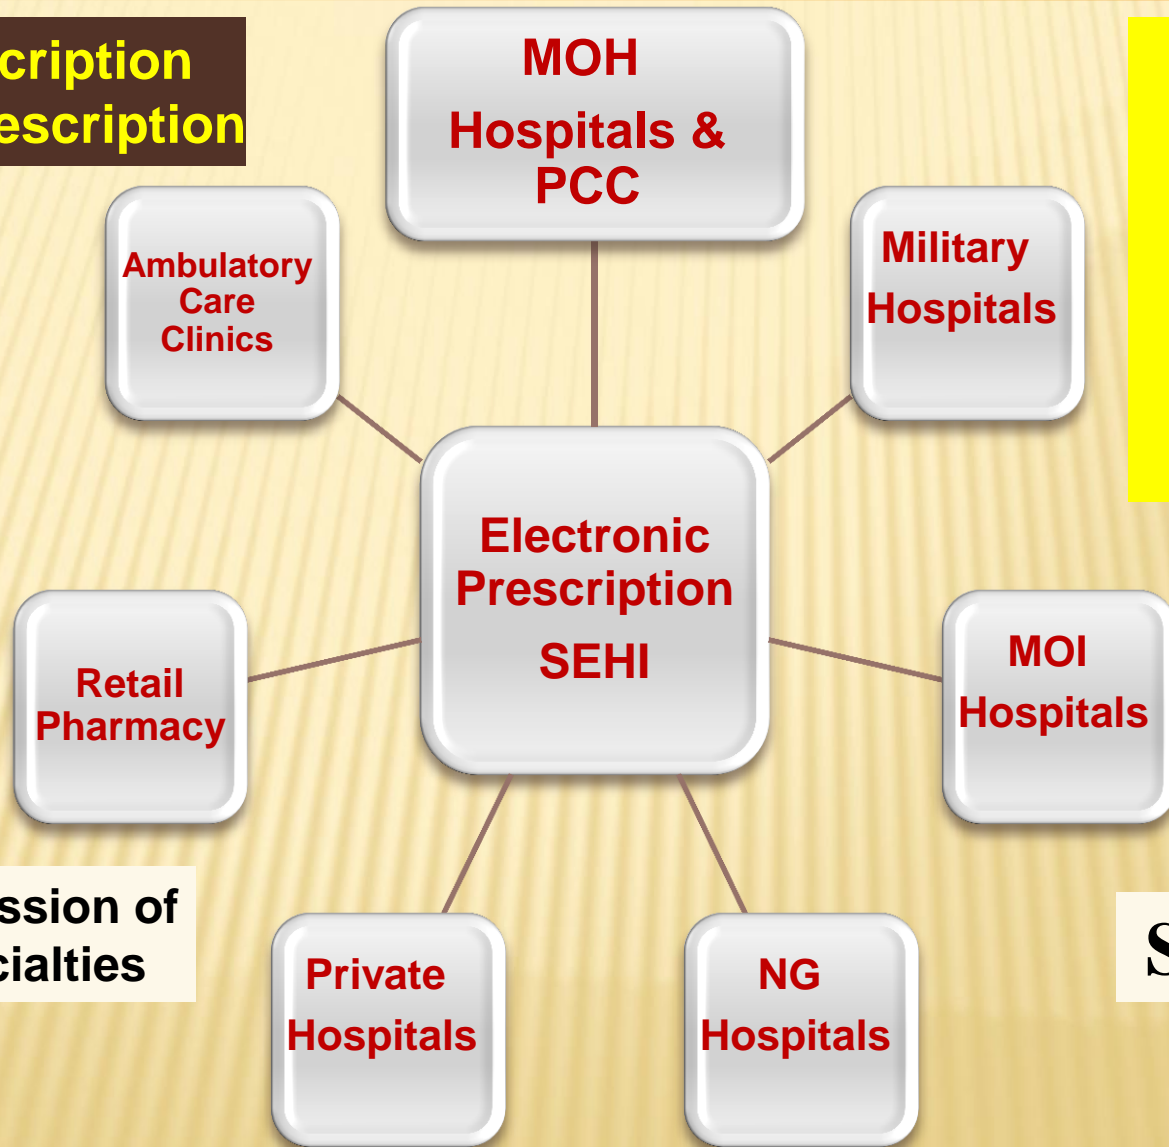 cription
escription
MOH
Hospitals &
PCC
Ambulatory
Care
Clinics
Military
Hospitals
Electronic
Prescription
SEHI
Retail
Pharmacy
MOI
Hospitals
ssion of
cialties
S
Private
Hospitals
NG
Hospitals